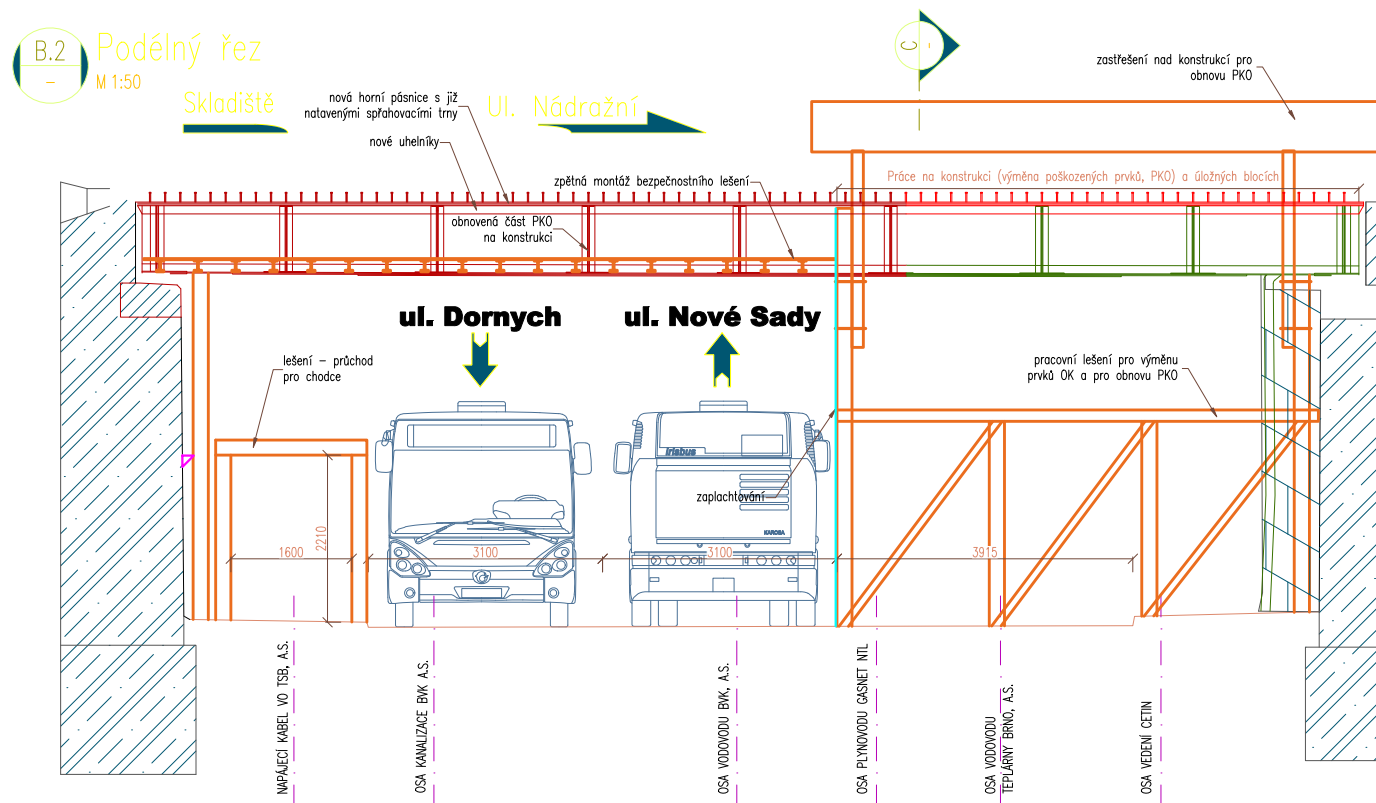 B.2
Podélný řez
–
M 1:50
Skladiště
Ul. Nádražní
C
–
nová horní pásnice s již
natavenými spřahovacími trny
nové uhelníky
zpětná montáž bezpečnostního lešení
obnovená část PKO
na konstrukci
zastřešení nad konstrukcí pro
obnovu PKO
Práce na konstrukci (výměna poškozených prvků, PKO) a úložných blocích
ul. Dornych
ul. Nové Sady
lešení – průchod
pro chodce
pracovní lešení pro výměnu
prvků OK a pro obnovu PKO
Irisbus
zaplachtování
KAROSA
1600
2210
3100
3100
3915
NAPÁJECÍ KABEL VO TSB, A.S.
OSA KANALIZACE BVK A.S.
OSA VODOVODU BVK, A.S.
OSA PLYNOVODU GASNET NTL
OSA VODOVODU
TEPLÁRNY BRNO, A.S.
OSA VEDENÍ CETIN